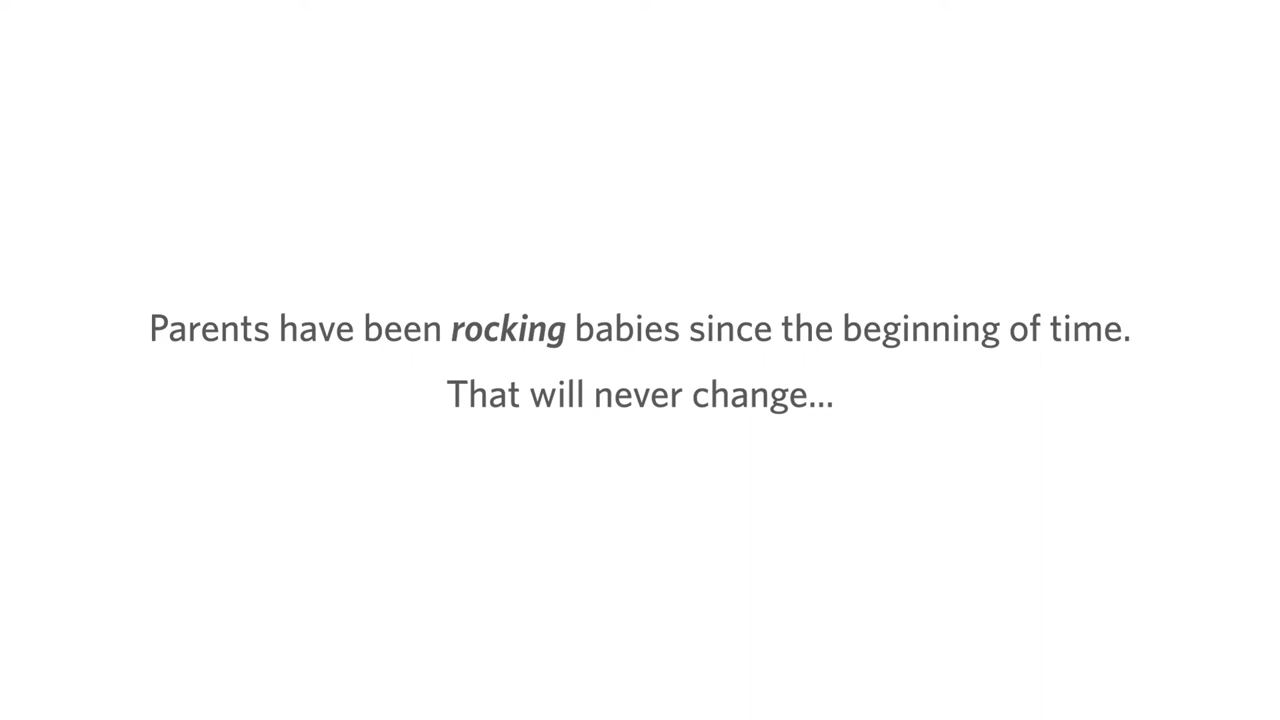 Parents have been rocking babies since the beginning of time.
That will never change...